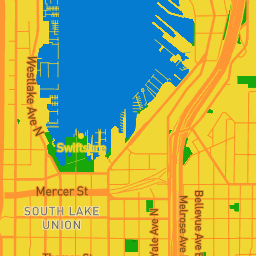 Westlake Ave N
Swiftsure
Mercer St
SOUTH LAKE
UNION
Yale Ave N
Melrose Ave
Bellevue Ave E